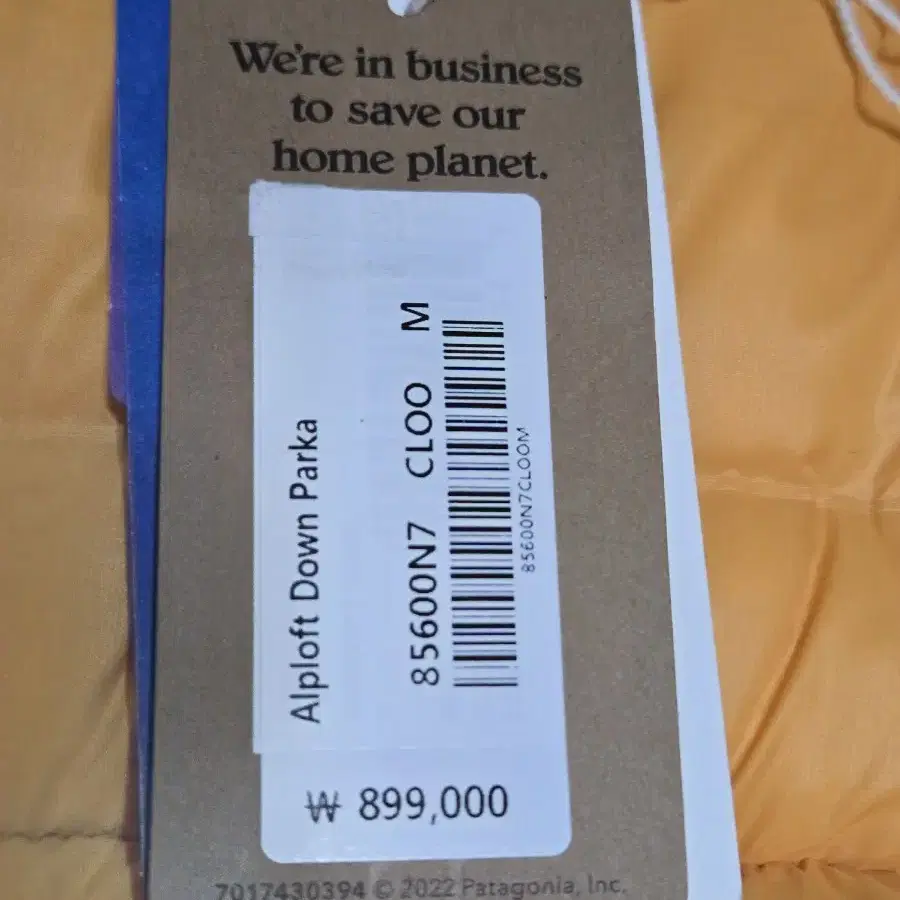 We're in business
to save our
home planet.
Alploft Down Parka
85600N7 CLOO M
85600N7CLOOM
₩ 899,000
7017430394 © 2022 Patagonia, Inc.